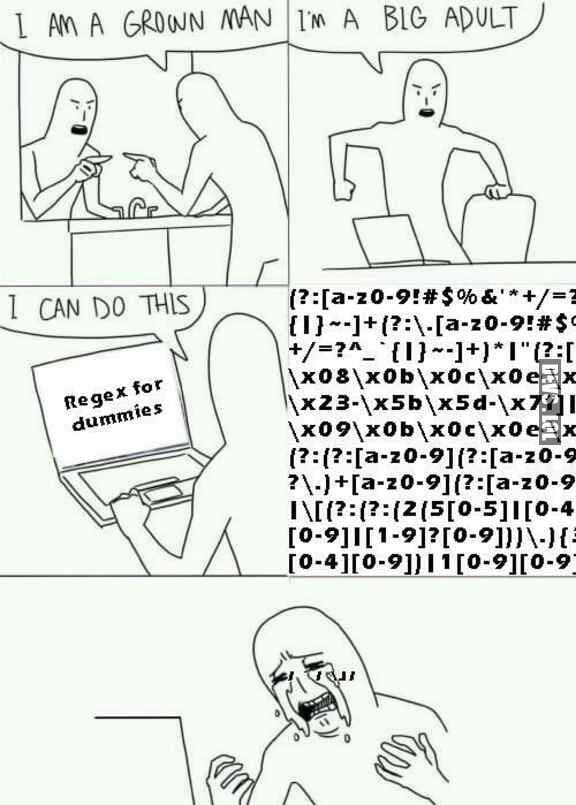 I AM A GROWN MAN
I'm A BIG ADULT
I CAN DO THIS
Regex for
dummies
(?:[a-z0-9!#$%&'*+/=?
{|}~-]+(?:\.[a-z0-9!#$%
+/=?^_`{|}~-]+)*|"(?:[
\x08\x0b\x0c\x0e
\x23-\x5b\x5d-\x7
\x09\x0b\x0c\x0e
(?:(?:[a-z0-9](?:[a-z0-9
?\.)+[a-z0-9](?:[a-z0-9
|\[(?:(?:(2(5[0-5]|[0-4
[0-9]|[1-9]?[0-9]))\.){3
[0-4][0-9])|1[0-9][0-9]